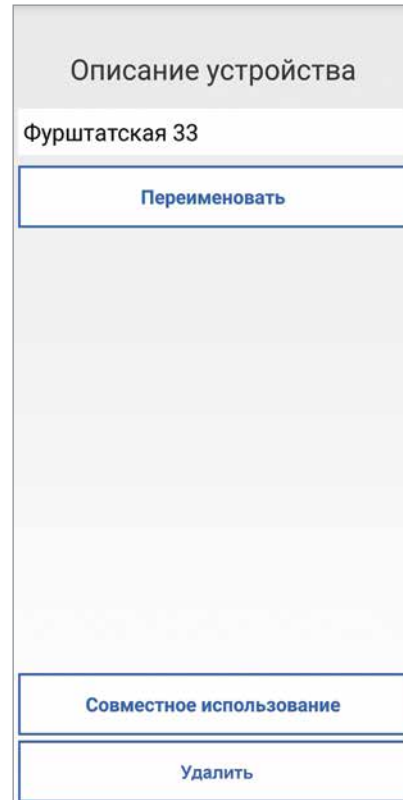 Описание устройства
Фурштатская 33
Переименовать
Совместное использование
Удалить